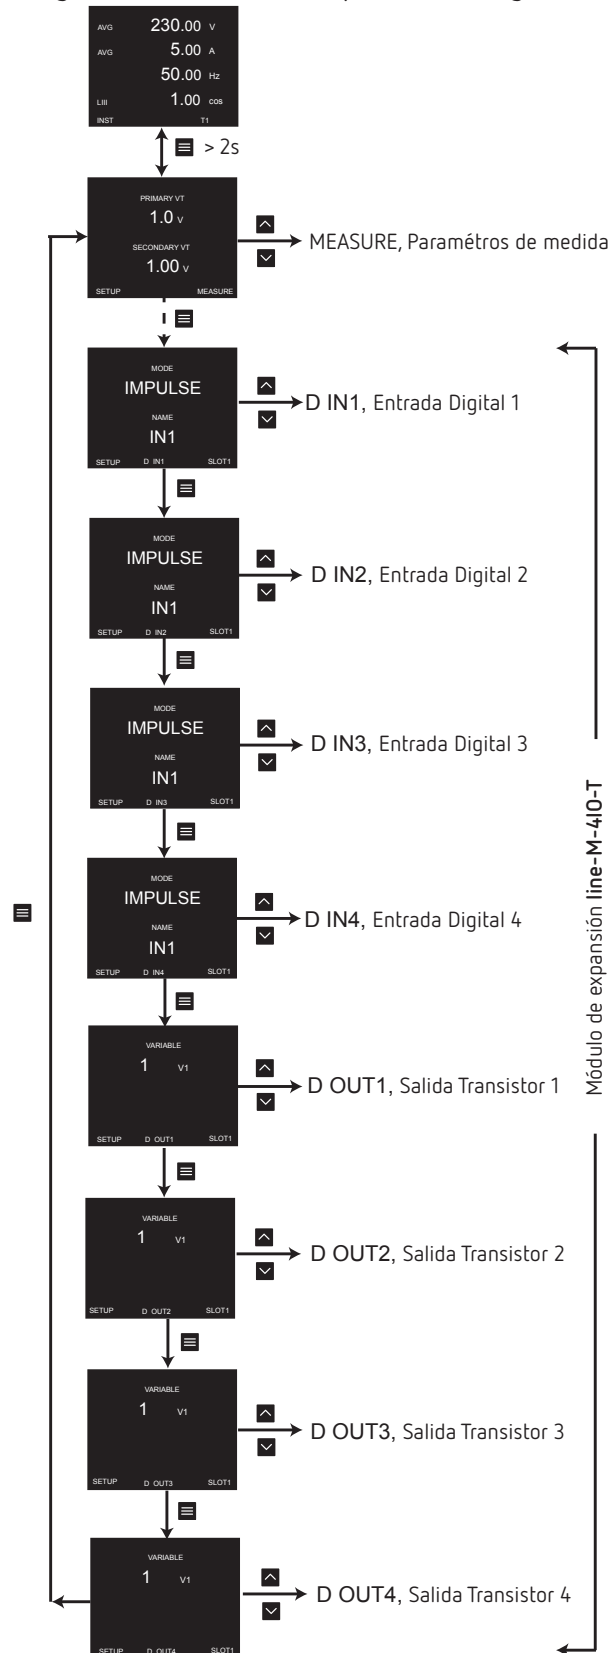 AVG 230.00 V
AVG 5.00 A
50.00 Hz
LIII 1.00 cos
INST T1
> 2s
PRIMARY VT
1.0 v
SECONDARY VT
1.00 v
SETUP MEASURE
MEASURE, Paramétros de medida
MODE
IMPULSE
NAME
IN1
SETUP D IN1 SLOT1
D IN1, Entrada Digital 1
MODE
IMPULSE
NAME
IN1
SETUP D IN2 SLOT1
D IN2, Entrada Digital 2
MODE
IMPULSE
NAME
IN1
SETUP D IN3 SLOT1
D IN3, Entrada Digital 3
MODE
IMPULSE
NAME
IN1
SETUP D IN4 SLOT1
D IN4, Entrada Digital 4
VARIABLE
1 V1
SETUP D OUT1 SLOT1
D OUT1, Salida Transistor 1
VARIABLE
1 V1
SETUP D OUT2 SLOT1
D OUT2, Salida Transistor 2
VARIABLE
1 V1
SETUP D OUT3 SLOT1
D OUT3, Salida Transistor 3
VARIABLE
1 V1
SETUP D OUT4 SLOT1
D OUT4, Salida Transistor 4
Módulo de expansión line-M-4IO-T